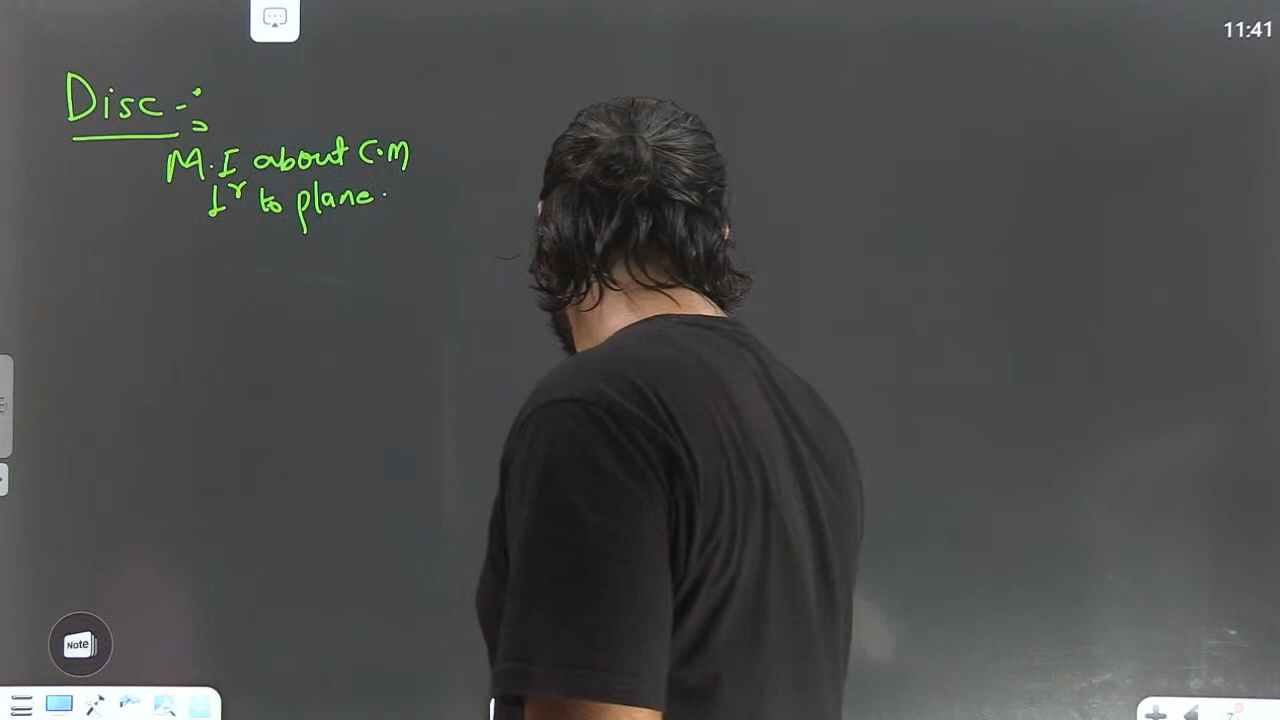 11:41
Disc -:
M.I about C.M
⊥r to plane.
Note